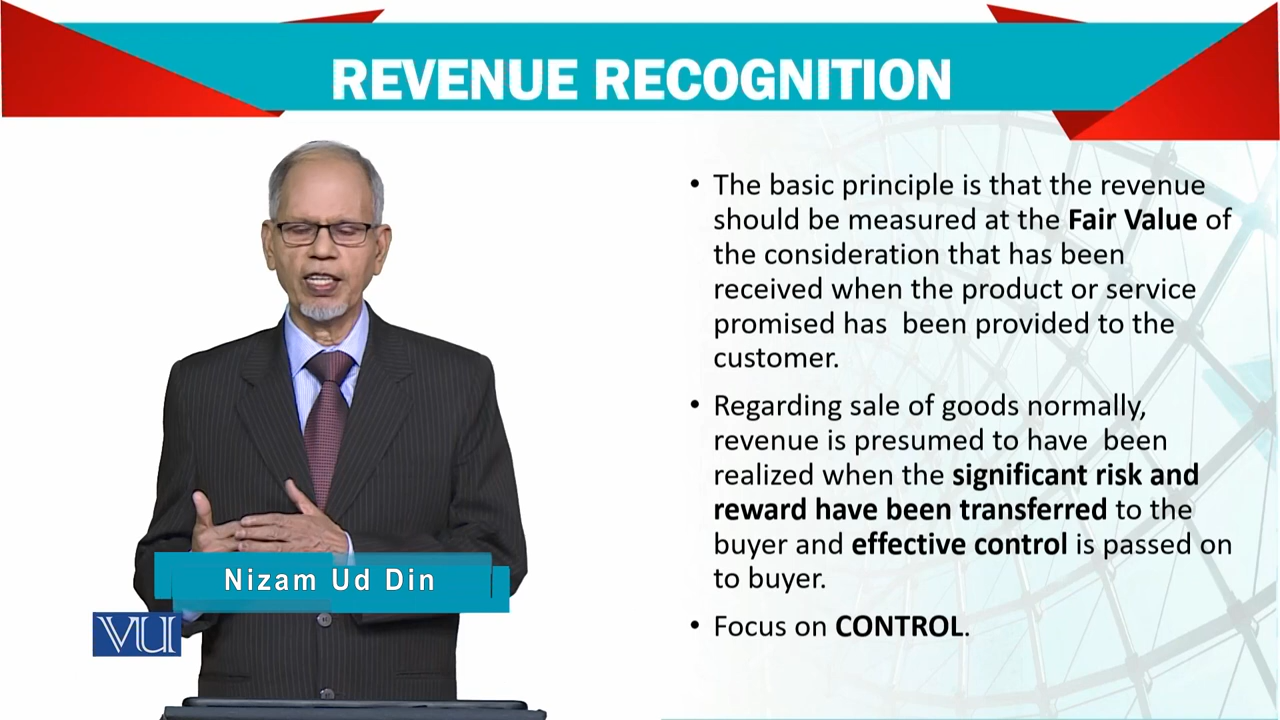 REVENUE RECOGNITION
• The basic principle is that the revenue
should be measured at the Fair Value of
the consideration that has been
received when the product or service
promised has  been provided to the
customer.
• Regarding sale of goods normally,
revenue is presumed to have  been
realized when the significant risk and
reward have been transferred to the
buyer and effective control is passed on
to buyer.
• Focus on CONTROL.
Nizam Ud Din
VU